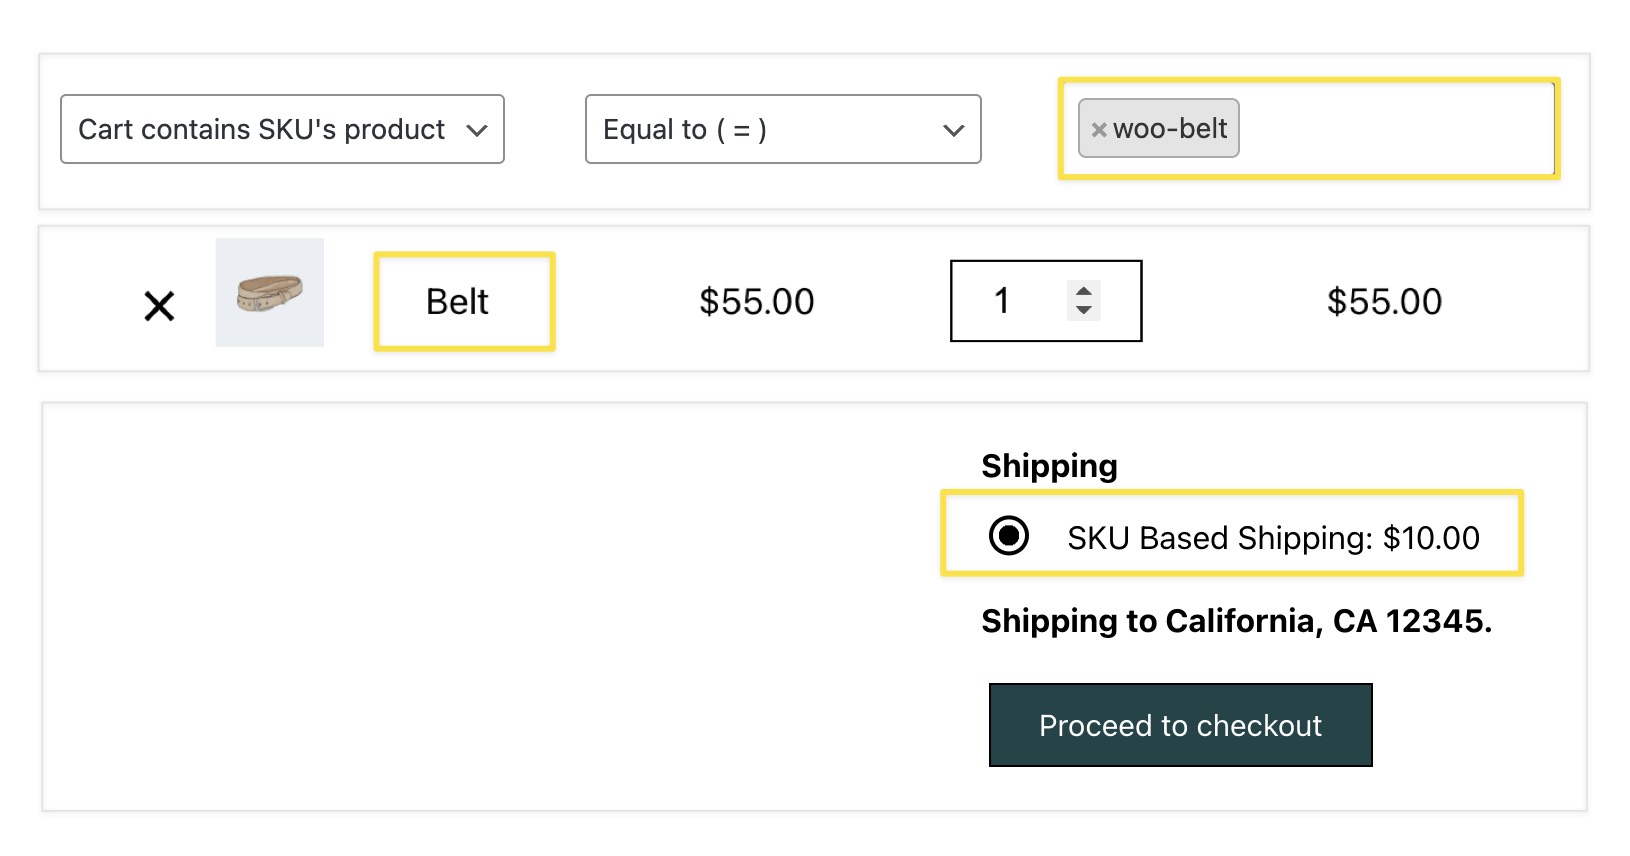 Cart contains SKU's product
Equal to ( = )
×woo-belt
Belt
$55.00
1
$55.00
Shipping
SKU Based Shipping: $10.00
Shipping to California, CA 12345.
Proceed to checkout